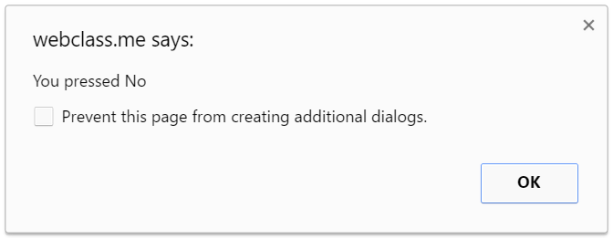 webclass.me says:
You pressed No
Prevent this page from creating additional dialogs.
OK